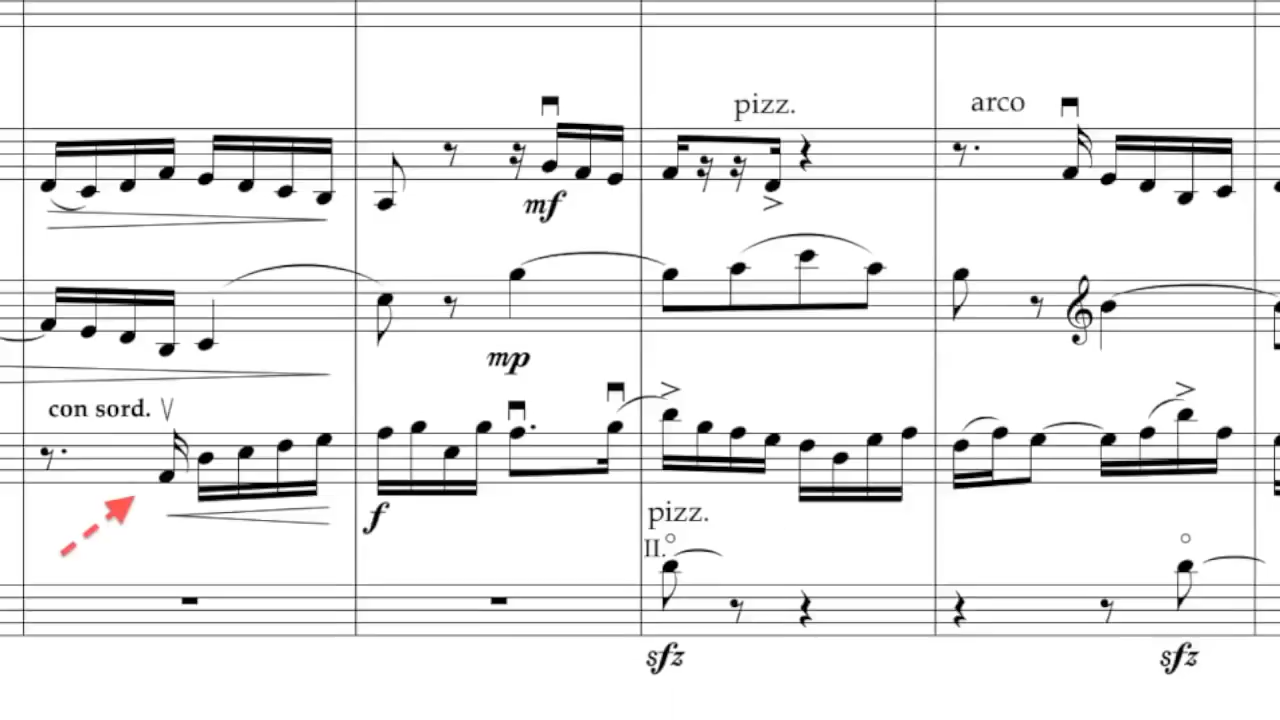 pizz.
arco
mf
mp
con sord.
f
pizz.
II.
sfz
sfz